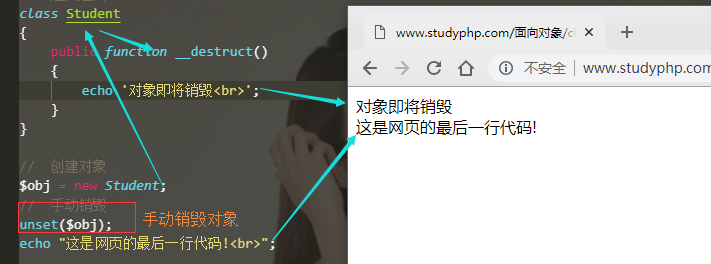 class Student
{
public function __destruct()
{
echo '对象即将销毁<br>';
}
}
// 创建对象
$obj = new Student;
// 手动销毁
unset($obj);
手动销毁对象
echo "这是网页的最后一行代码!<br>";
www.studyphp.com/面向对象/cl
不安全 | www.studyphp.com
对象即将销毁
这是网页的最后一行代码!